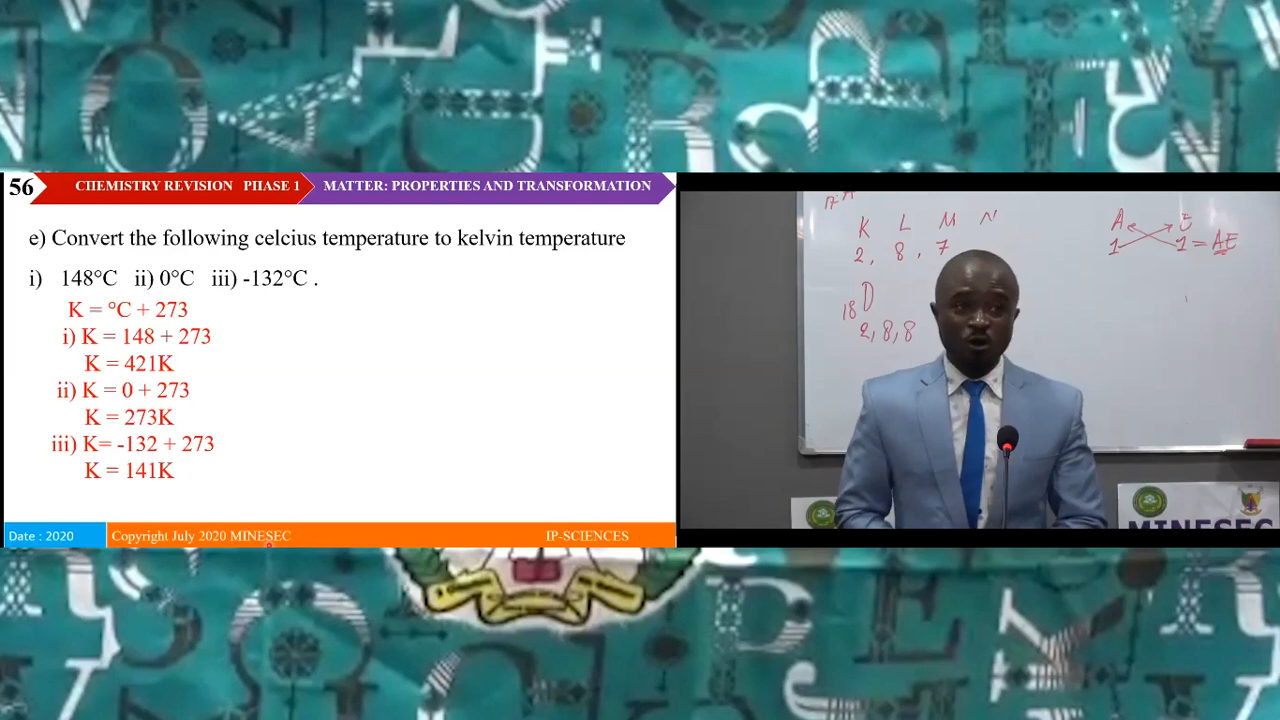 56
CHEMISTRY REVISION PHASE 1
MATTER: PROPERTIES AND TRANSFORMATION
e) Convert the following celcius temperature to kelvin temperature
i) 148°C ii) 0°C iii) -132°C .
K = °C + 273
i) K = 148 + 273
K = 421K
ii) K = 0 + 273
K = 273K
iii) K= -132 + 273
K = 141K
Date : 2020
Copyright July 2020 MINESEC
IP-SCIENCES
K L M N
2, 8, 7
18 D
2, 8, 8
A E
1 1 = AE
MINESEC